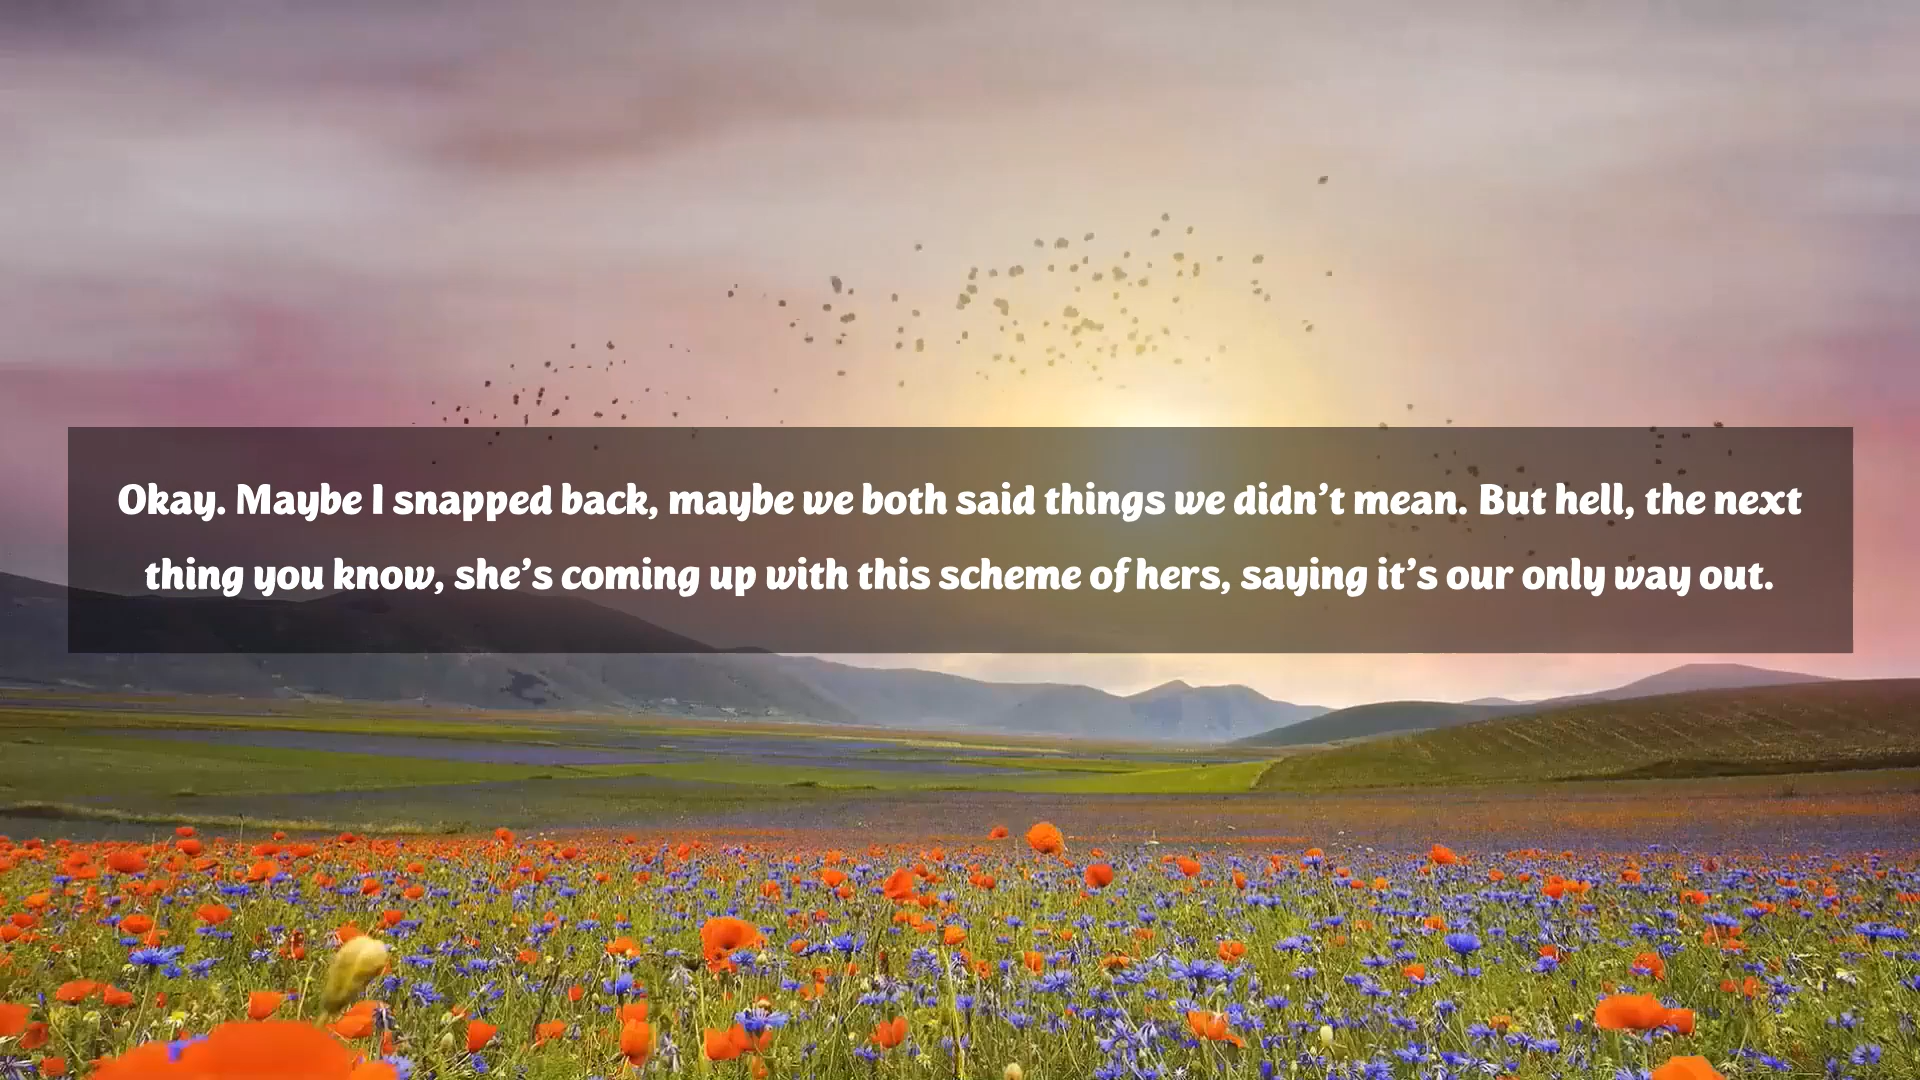 Okay. Maybe I snapped back, maybe we both said things we didn’t mean. But hell, the next
thing you know, she’s coming up with this scheme of hers, saying it’s our only way out.